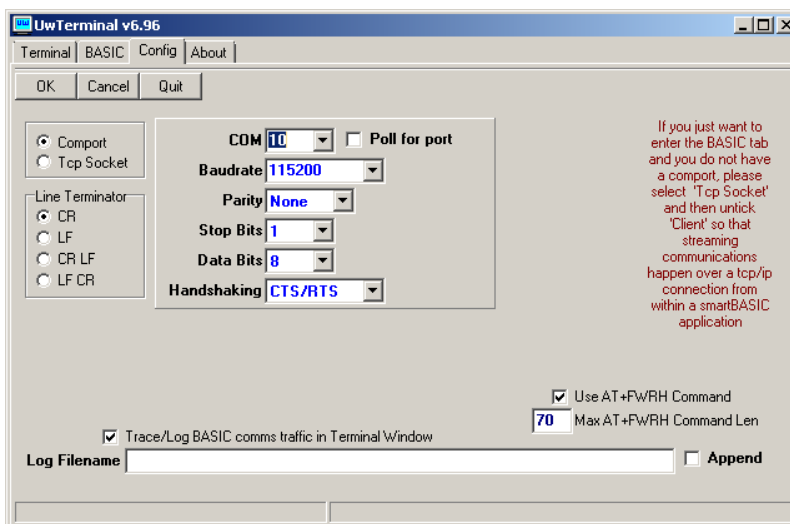 UwTerminal v6.96
Terminal BASIC Config About
OK Cancel Quit
Comport
Tcp Socket
Line Terminator
CR
LF
CR LF
LF CR
COM 10 Poll for port
Baudrate 115200
Parity None
Stop Bits 1
Data Bits 8
Handshaking CTS/RTS
If you just want to
enter the BASIC tab
and you do not have
a comport, please
select 'Tcp Socket'
and then untick
'Client' so that
streaming
communications
happen over a tcp/ip
connection from
within a smartBASIC
application
Use AT+FWRH Command
70 Max AT+FWRH Command Len
Trace/Log BASIC comms traffic in Terminal Window
Log Filename Append